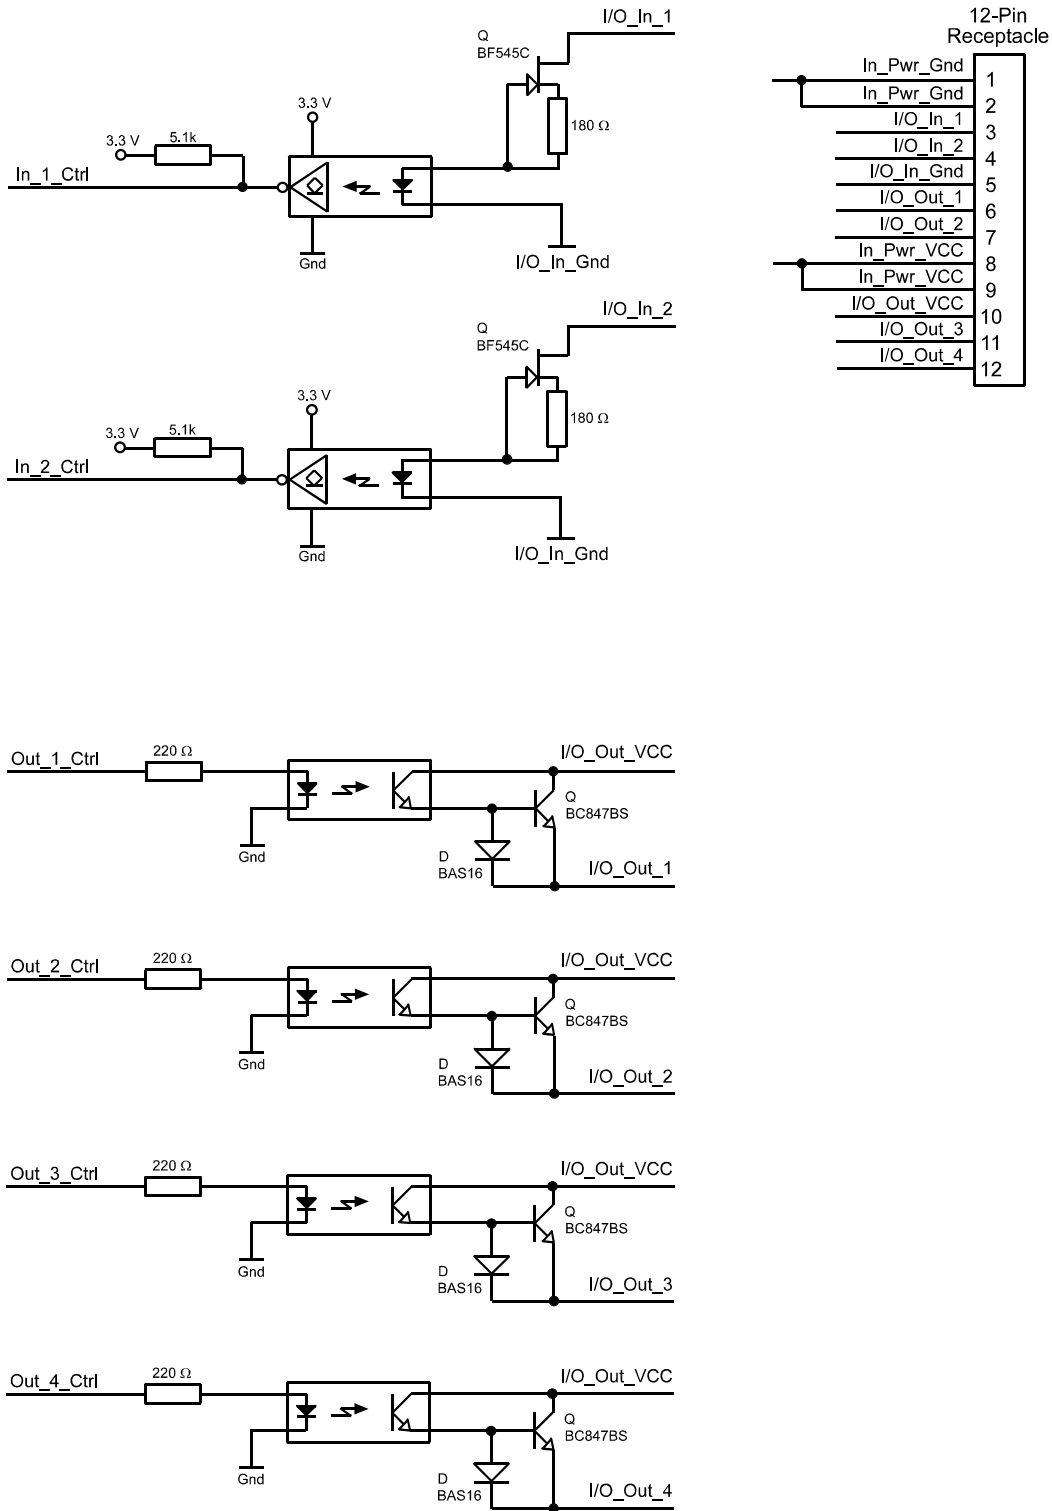 I/O_In_1
Q
BF545C
3.3 V
180 Ω
3.3 V
5.1k
In_1_Ctrl
Gnd
I/O_In_Gnd
I/O_In_2
Q
BF545C
3.3 V
180 Ω
3.3 V
5.1k
In_2_Ctrl
Gnd
I/O_In_Gnd
12-Pin
Receptacle
In_Pwr_Gnd 1
In_Pwr_Gnd 2
I/O_In_1 3
I/O_In_2 4
I/O_In_Gnd 5
I/O_Out_1 6
I/O_Out_2 7
In_Pwr_VCC 8
In_Pwr_VCC 9
I/O_Out_VCC 10
I/O_Out_3 11
I/O_Out_4 12
Out_1_Ctrl
220 Ω
I/O_Out_VCC
Q
BC847BS
Gnd
D
BAS16
I/O_Out_1
Out_2_Ctrl
220 Ω
I/O_Out_VCC
Q
BC847BS
Gnd
D
BAS16
I/O_Out_2
Out_3_Ctrl
220 Ω
I/O_Out_VCC
Q
BC847BS
Gnd
D
BAS16
I/O_Out_3
Out_4_Ctrl
220 Ω
I/O_Out_VCC
Q
BC847BS
Gnd
D
BAS16
I/O_Out_4